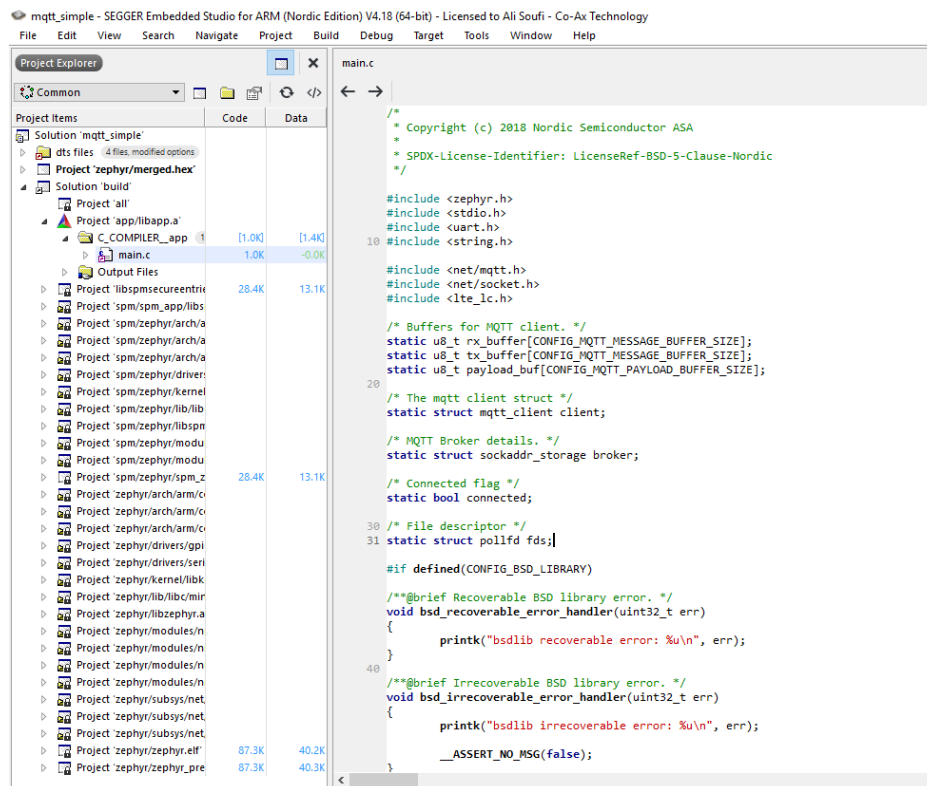 mqtt_simple - SEGGER Embedded Studio for ARM (Nordic Edition) V4.18 (64-bit) - Licensed to Ali Soufi - Co-Ax Technology
File Edit View Search Navigate Project Build Debug Target Tools Window Help
Project Explorer
Common
Project Items Code Data
Solution 'mqtt_simple'
dts files 4 files, modified options
Project 'zephyr/merged.hex'
Solution 'build'
Project 'all'
Project 'app/libapp.a'
C_COMPILER__app 1 [1.0K] [1.4K]
main.c 1.0K -0.0K
Output Files
Project 'libspmsecureentrie 28.4K 13.1K
Project 'spm/spm_app/libs
Project 'spm/zephyr/arch/a
Project 'spm/zephyr/arch/a
Project 'spm/zephyr/arch/a
Project 'spm/zephyr/driver
Project 'spm/zephyr/kernel
Project 'spm/zephyr/lib/lib
Project 'spm/zephyr/libspm
Project 'spm/zephyr/modu
Project 'spm/zephyr/modu
Project 'spm/zephyr/spm_z 28.4K 13.1K
Project 'zephyr/arch/arm/c
Project 'zephyr/arch/arm/c
Project 'zephyr/arch/arm/c
Project 'zephyr/drivers/gpi
Project 'zephyr/drivers/seri
Project 'zephyr/kernel/libk
Project 'zephyr/lib/libc/min
Project 'zephyr/libzephyr.a
Project 'zephyr/modules/n
Project 'zephyr/modules/n
Project 'zephyr/modules/n
Project 'zephyr/modules/n
Project 'zephyr/subsys/net,
Project 'zephyr/subsys/net,
Project 'zephyr/subsys/net,
Project 'zephyr/zephyr.elf' 87.3K 40.2K
Project 'zephyr/zephyr_pre 87.3K 40.3K
main.c
/*
* Copyright (c) 2018 Nordic Semiconductor ASA
*
* SPDX-License-Identifier: LicenseRef-BSD-5-Clause-Nordic
*/
#include <zephyr.h>
#include <stdio.h>
#include <uart.h>
10 #include <string.h>
#include <net/mqtt.h>
#include <net/socket.h>
#include <lte_lc.h>
/* Buffers for MQTT client. */
static u8_t rx_buffer[CONFIG_MQTT_MESSAGE_BUFFER_SIZE];
static u8_t tx_buffer[CONFIG_MQTT_MESSAGE_BUFFER_SIZE];
static u8_t payload_buf[CONFIG_MQTT_PAYLOAD_BUFFER_SIZE];
20
/* The mqtt client struct */
static struct mqtt_client client;
/* MQTT Broker details. */
static struct sockaddr_storage broker;
/* Connected flag */
static bool connected;
30 /* File descriptor */
31 static struct pollfd fds;
#if defined(CONFIG_BSD_LIBRARY)
/**@brief Recoverable BSD library error. */
void bsd_recoverable_error_handler(uint32_t err)
{
printk("bsdlib recoverable error: %u\n", err);
}
40
/**@brief Irrecoverable BSD library error. */
void bsd_irrecoverable_error_handler(uint32_t err)
{
printk("bsdlib irrecoverable error: %u\n", err);
__ASSERT_NO_MSG(false);
}